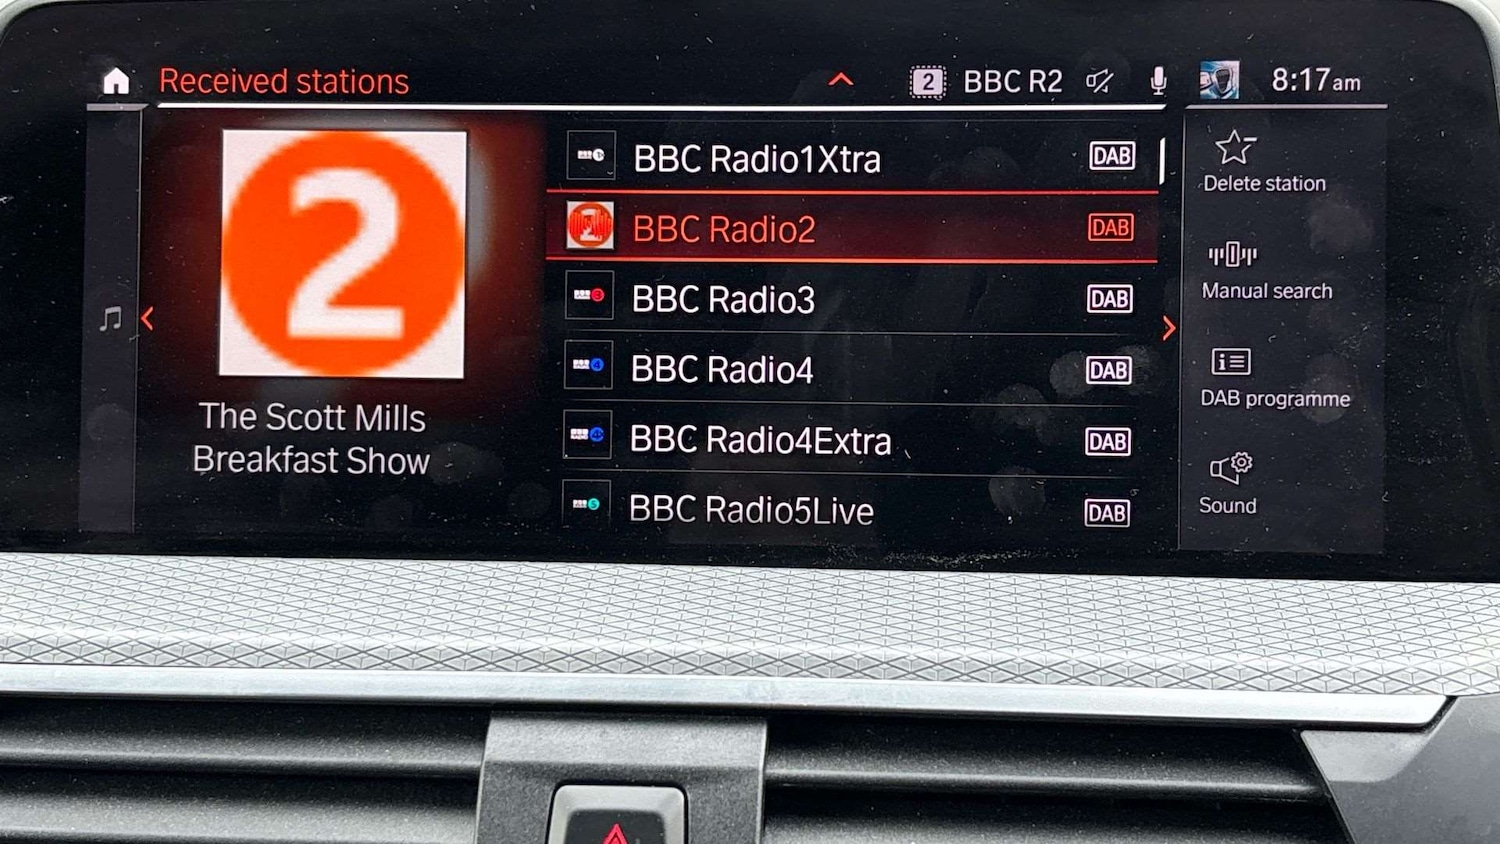 Received stations
2 BBC R2
8:17am
2
The Scott Mills
Breakfast Show
BBC Radio1Xtra DAB
BBC Radio2 DAB
BBC Radio3 DAB
BBC Radio4 DAB
BBC Radio4Extra DAB
BBC Radio5Live DAB
Delete station
Manual search
DAB programme
Sound